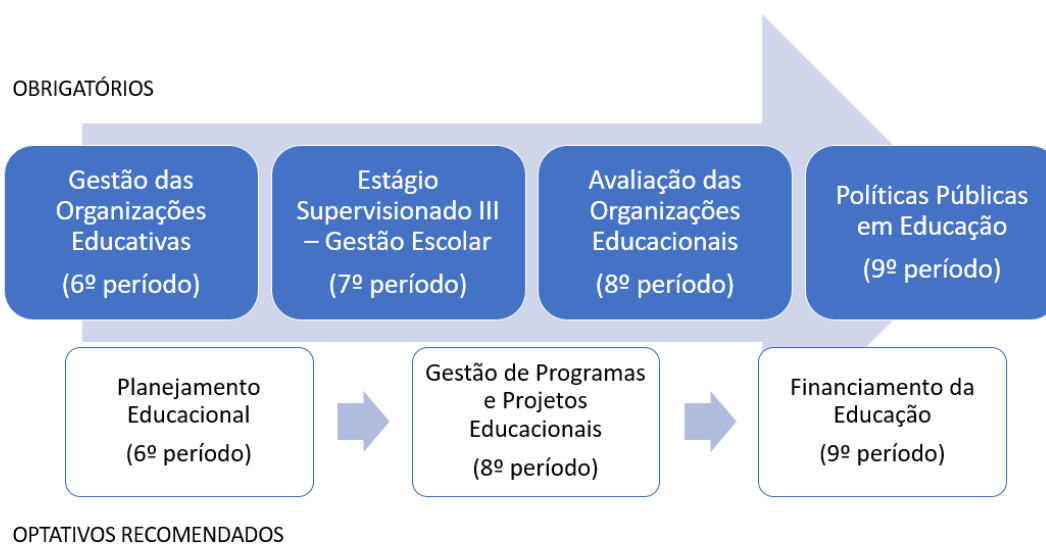 OBRIGATÓRIOS
Gestão das
Organizações
Educativas
(6º período)
Estágio
Supervisionado III
– Gestão Escolar
(7º período)
Avaliação das
Organizações
Educacionais
(8º período)
Políticas Públicas
em Educação
(9º período)
Planejamento
Educacional
(6º período)
Gestão de Programas
e Projetos
Educacionais
(8º período)
Financiamento da
Educação
(9º período)
OPTATIVOS RECOMENDADOS